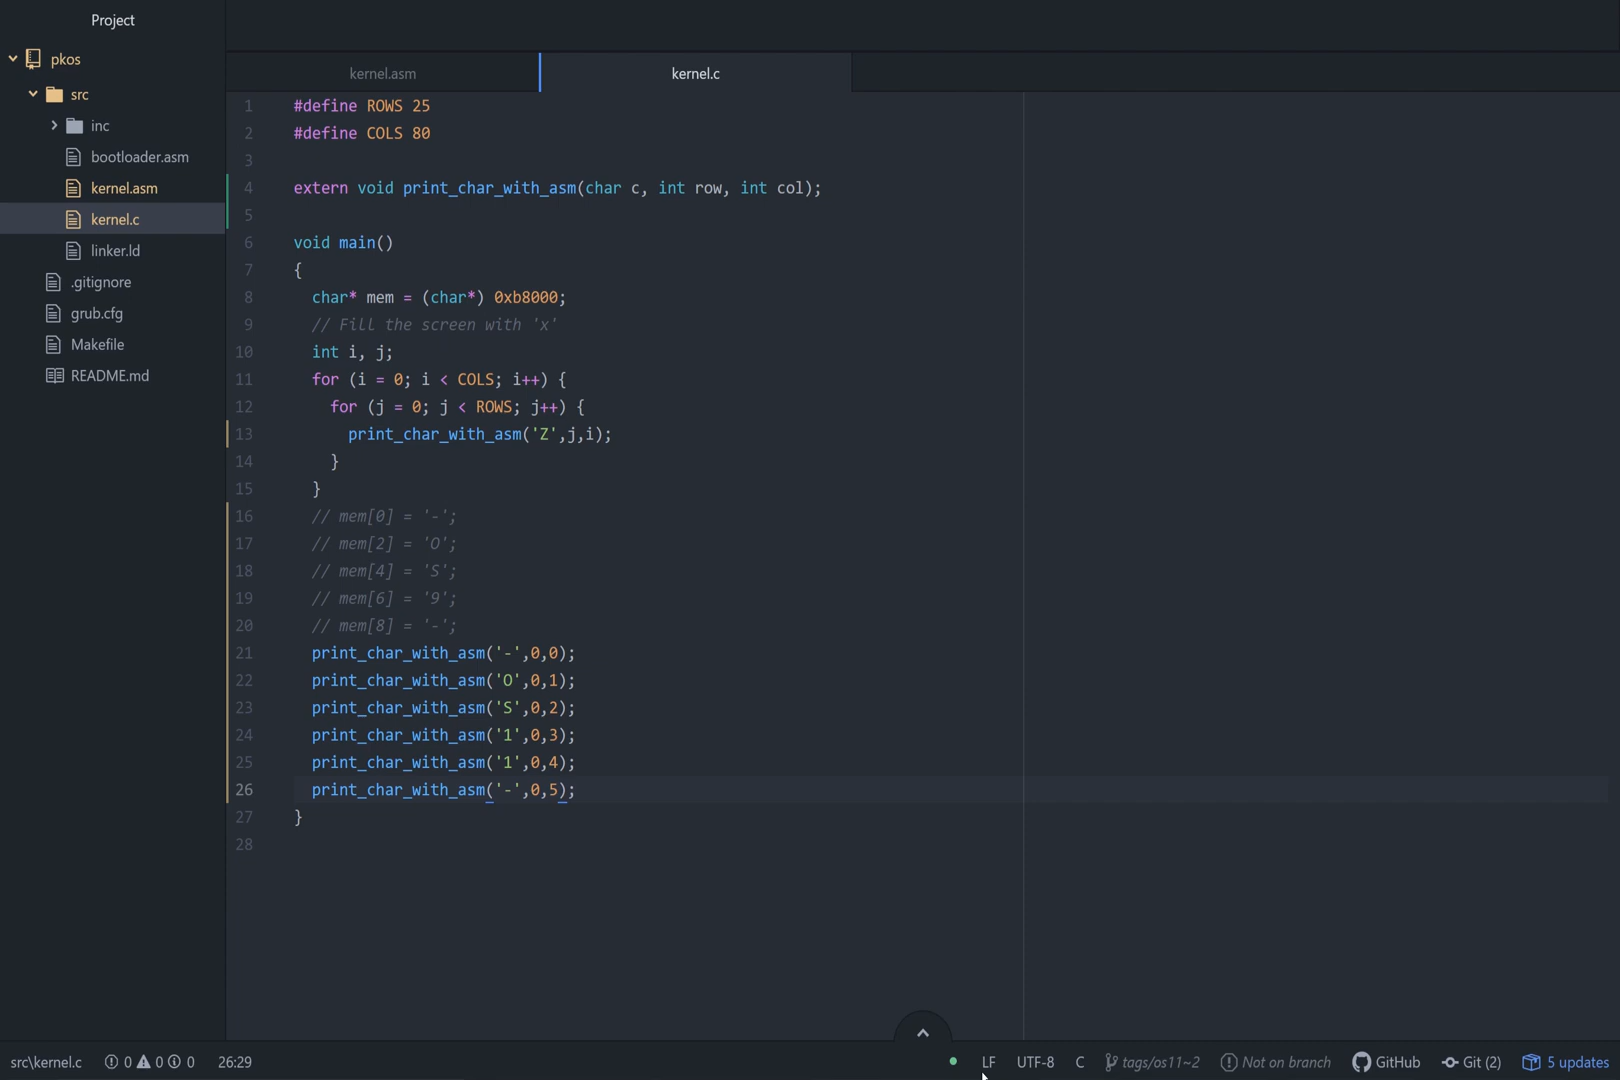 Project
pkos
src
inc
bootloader.asm
kernel.asm
kernel.c
linker.ld
.gitignore
grub.cfg
Makefile
README.md
kernel.asm
kernel.c
1 #define ROWS 25
2 #define COLS 80
3
4 extern void print_char_with_asm(char c, int row, int col);
5
6 void main()
7 {
8 char* mem = (char*) 0xb8000;
9 // Fill the screen with 'x'
10 int i, j;
11 for (i = 0; i < COLS; i++) {
12 for (j = 0; j < ROWS; j++) {
13 print_char_with_asm('Z',j,i);
14 }
15 }
16 // mem[0] = '-';
17 // mem[2] = 'O';
18 // mem[4] = 'S';
19 // mem[6] = '9';
20 // mem[8] = '-';
21 print_char_with_asm('-',0,0);
22 print_char_with_asm('O',0,1);
23 print_char_with_asm('S',0,2);
24 print_char_with_asm('1',0,3);
25 print_char_with_asm('1',0,4);
26 print_char_with_asm('-',0,5);
27 }
28
src\kernel.c 0 0 0 26:29 LF UTF-8 C tags/os11~2 Not on branch GitHub Git (2) 5 updates